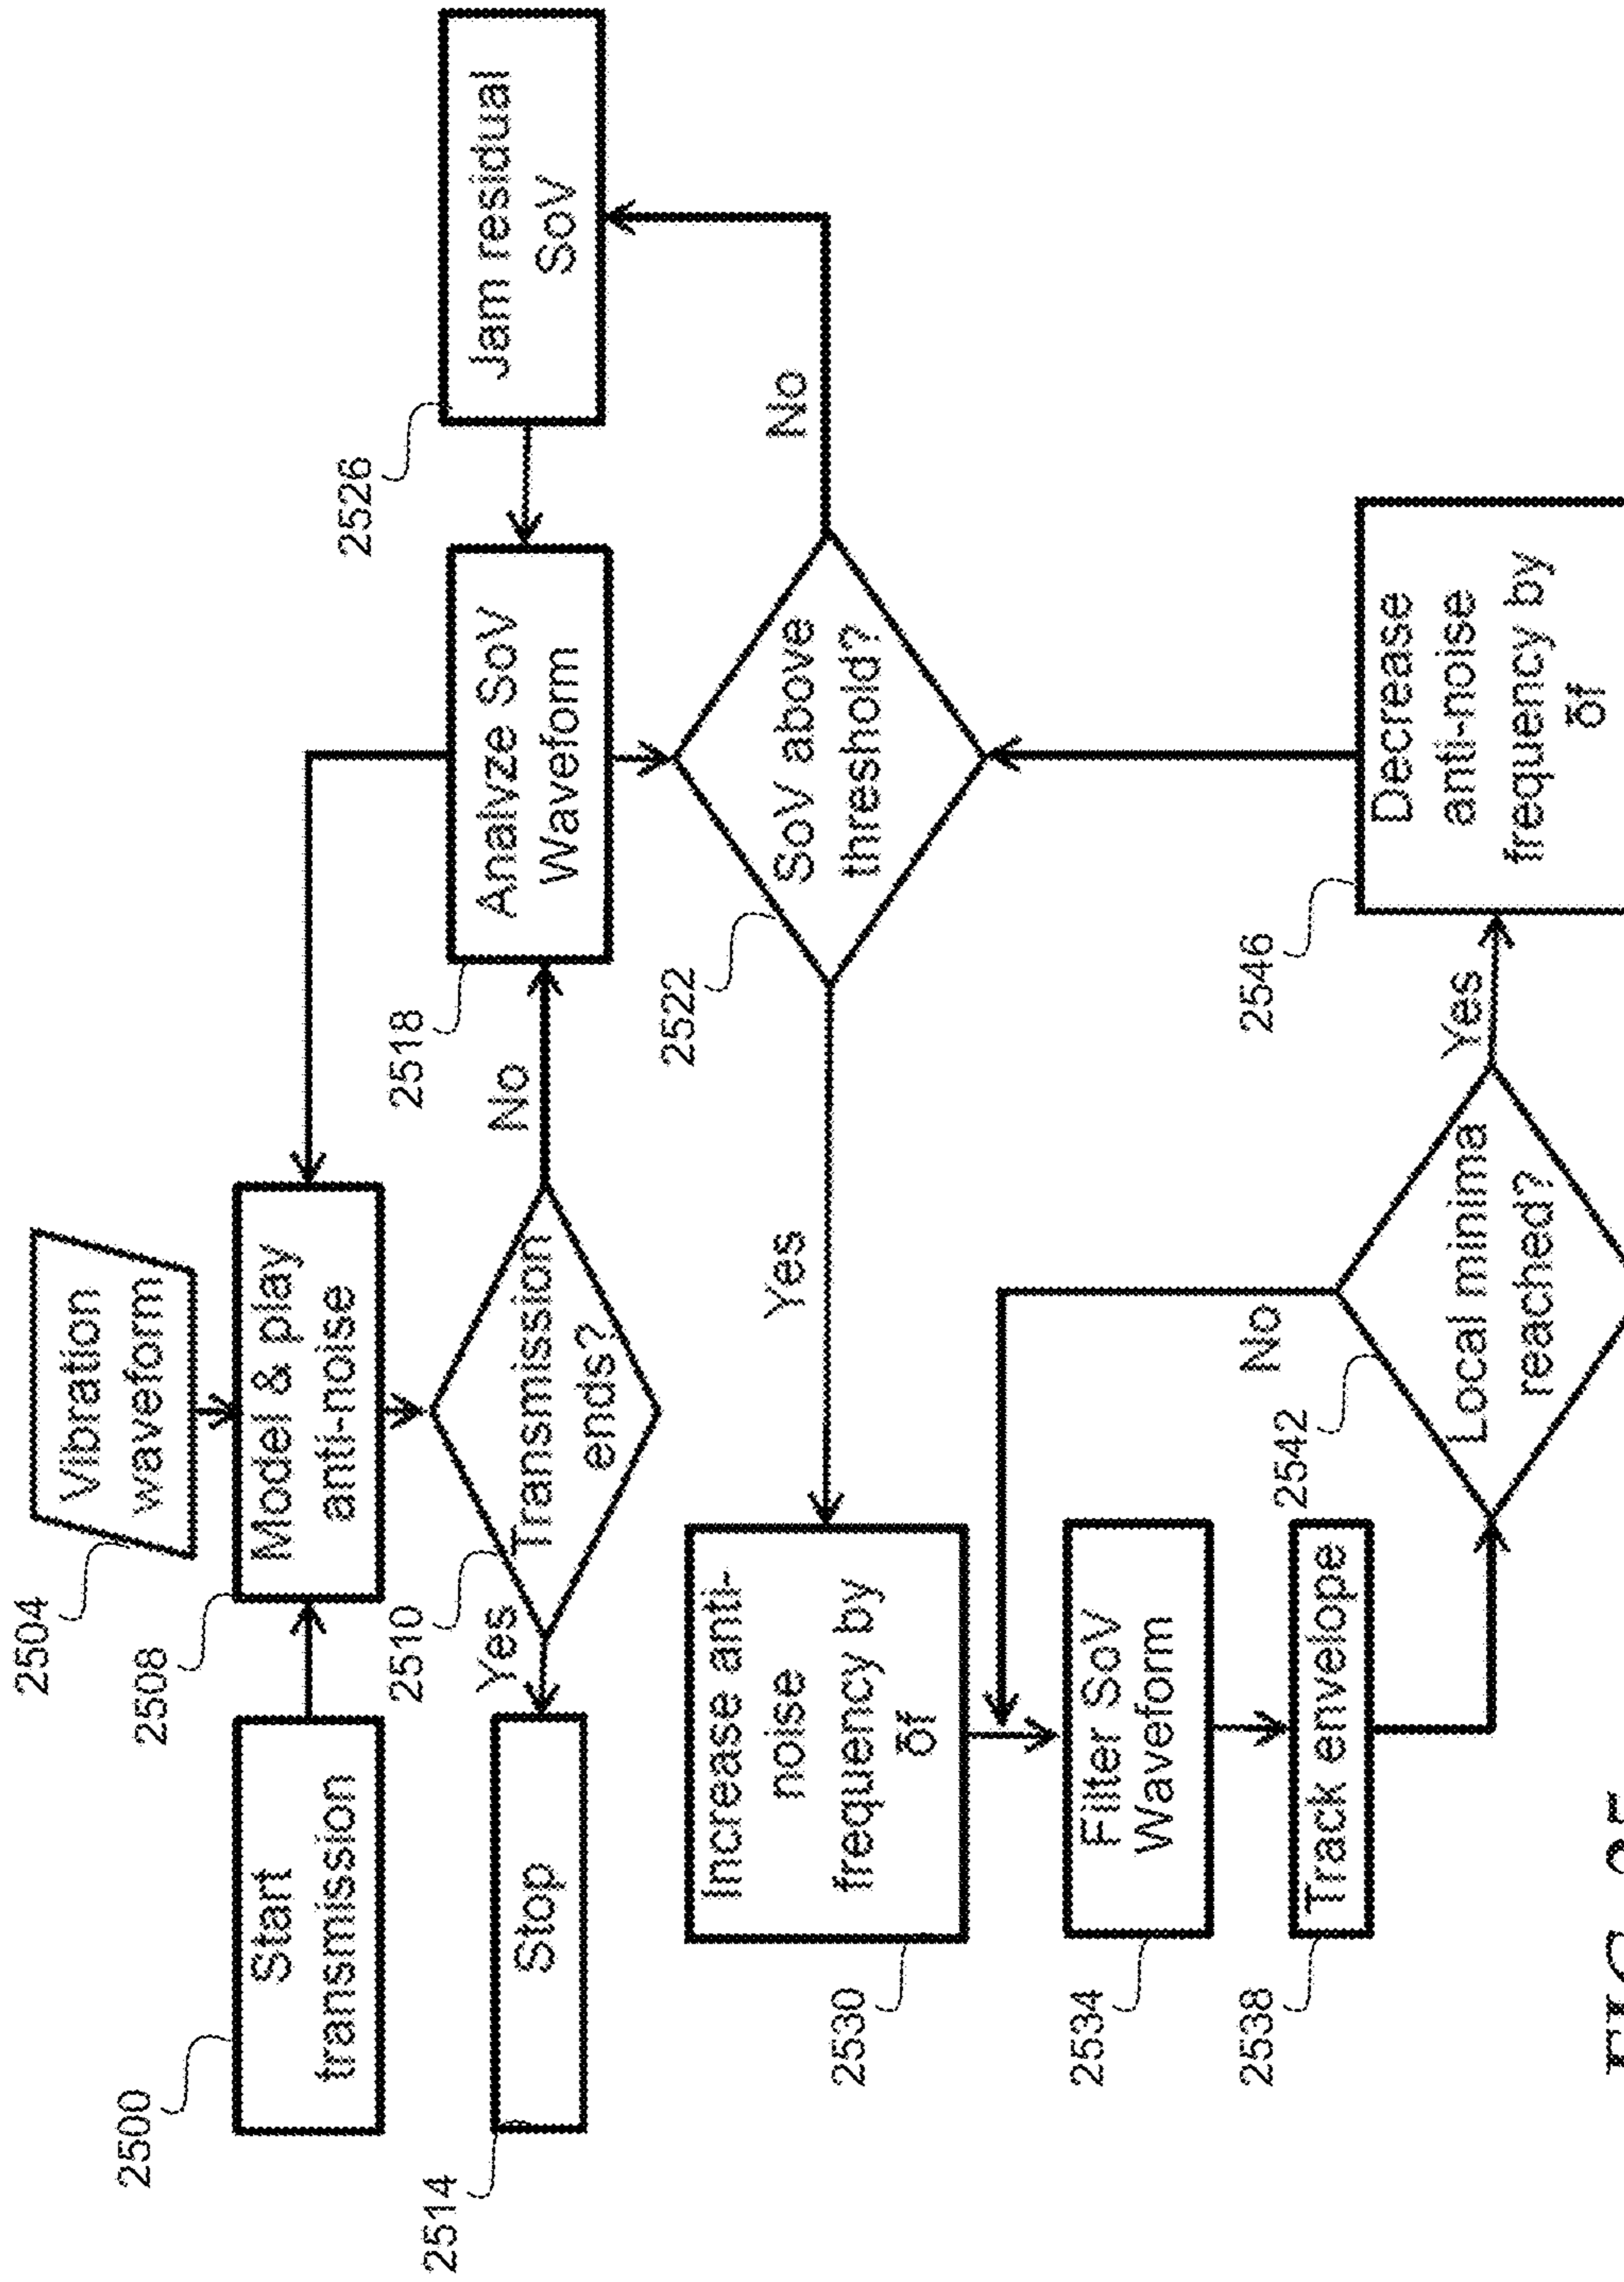 2504
Vibration
waveform
2500
Start
transmission
2508
Model & play
anti-noise
2526
Jam residual
SoV
2510
Transmission
ends?
Yes
No
2514
Stop
2518
Analyze SoV
Waveform
2522
SoV above
threshold?
Yes
No
2530
Increase anti-
noise
frequency by
δf
2534
Filter SoV
Waveform
2538
Track envelope
2542
Local minima
reached?
No
Yes
2546
Decrease
anti-noise
frequency by
δf